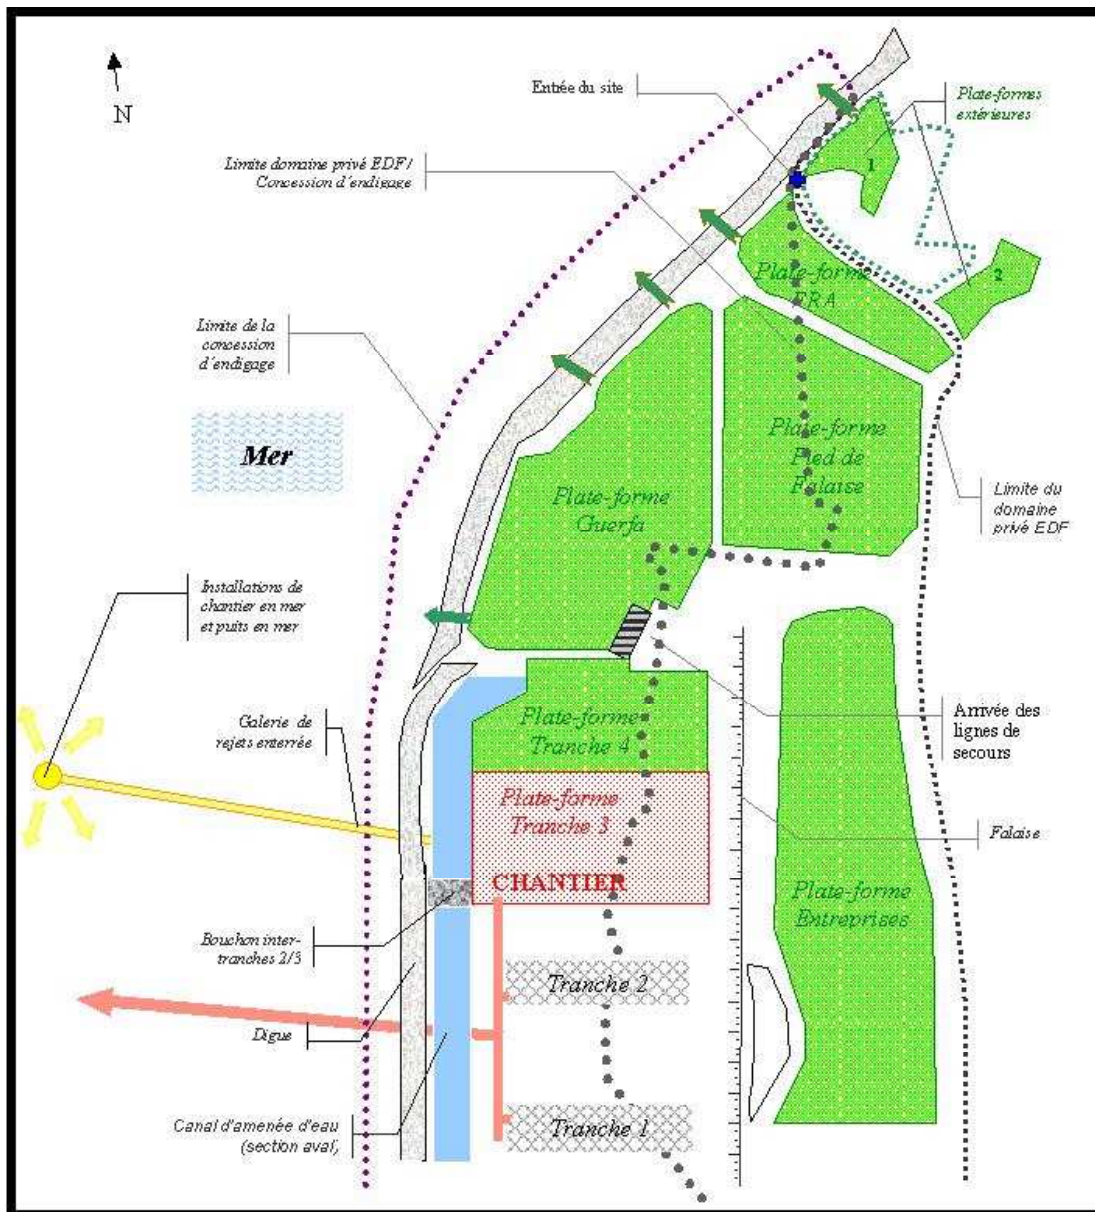 N
Entrée du site
Plate-formes
extérieures
Limite domaine privé EDF/
Concession d'endigage
1
2
Plate-forme
FRA
Limite de la
concession
d'endigage
Mer
Plate-forme
Pied de
Falaise
Plate-forme
Guerfa
Limite du
domaine
privé EDF
Installations de
chantier en mer
et puits en mer
Galerie de
rejets enterrée
Plate-forme
Tranche 4
Arrivée des
lignes de
secours
Plate-forme
Tranche 3
CHANTIER
Falaise
Plate-forme
Entreprises
Bouchon inter-
tranches 2/3
Tranche 2
Digue
Canal d'amenée d'eau
(section aval)
Tranche 1